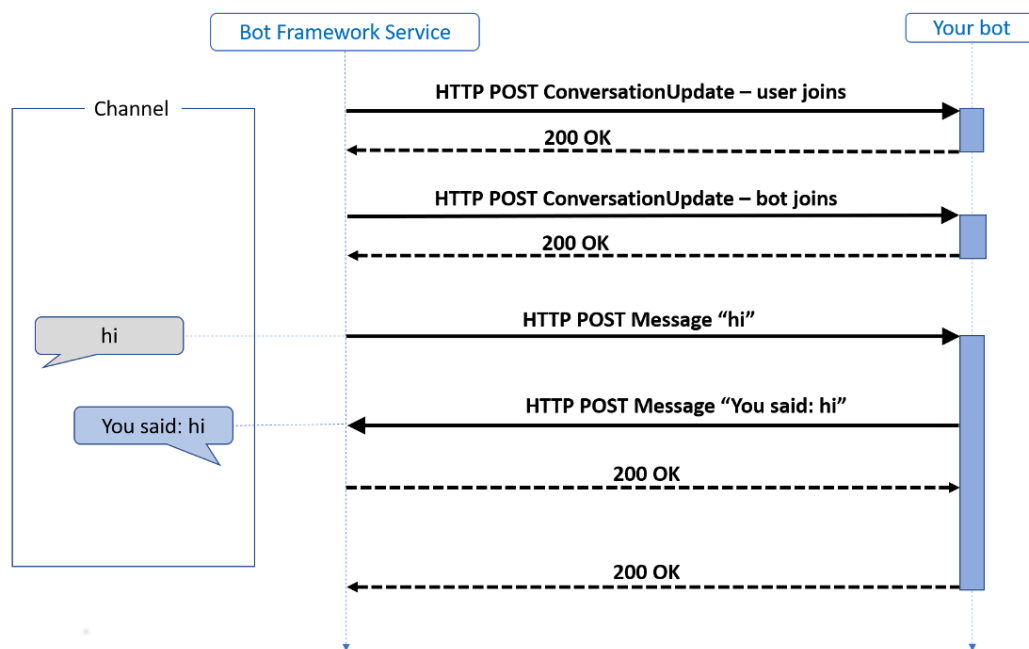 Bot Framework Service
Your bot
Channel
HTTP POST ConversationUpdate – user joins
200 OK
HTTP POST ConversationUpdate – bot joins
200 OK
hi
HTTP POST Message “hi”
You said: hi
HTTP POST Message “You said: hi”
200 OK
200 OK